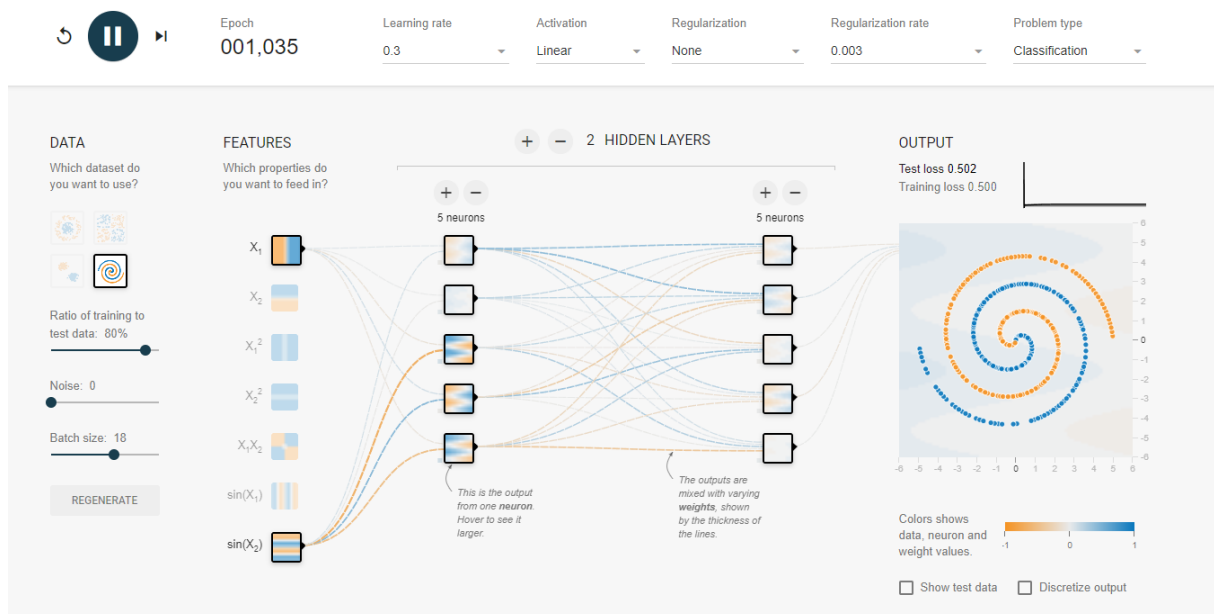 Epoch
001,035
Learning rate
0.3
Activation
Linear
Regularization
None
Regularization rate
0.003
Problem type
Classification
DATA
Which dataset do
you want to use?
Ratio of training to
test data: 80%
Noise: 0
Batch size: 18
REGENERATE
FEATURES
Which properties do
you want to feed in?
X₁
X₂
X₁²
X₂²
X₁X₂
sin(X₁)
sin(X₂)
+ − 2 HIDDEN LAYERS
+ −
5 neurons
+ −
5 neurons
This is the output
from one neuron.
Hover to see it
larger.
The outputs are
mixed with varying
weights, shown
by the thickness of
the lines.
OUTPUT
Test loss 0.502
Training loss 0.500
6
5
4
3
2
1
0
-1
-2
-3
-4
-5
-6
-6 -5 -4 -3 -2 -1 0 1 2 3 4 5 6
Colors shows
data, neuron and
weight values.
-1 0 1
Show test data
Discretize output